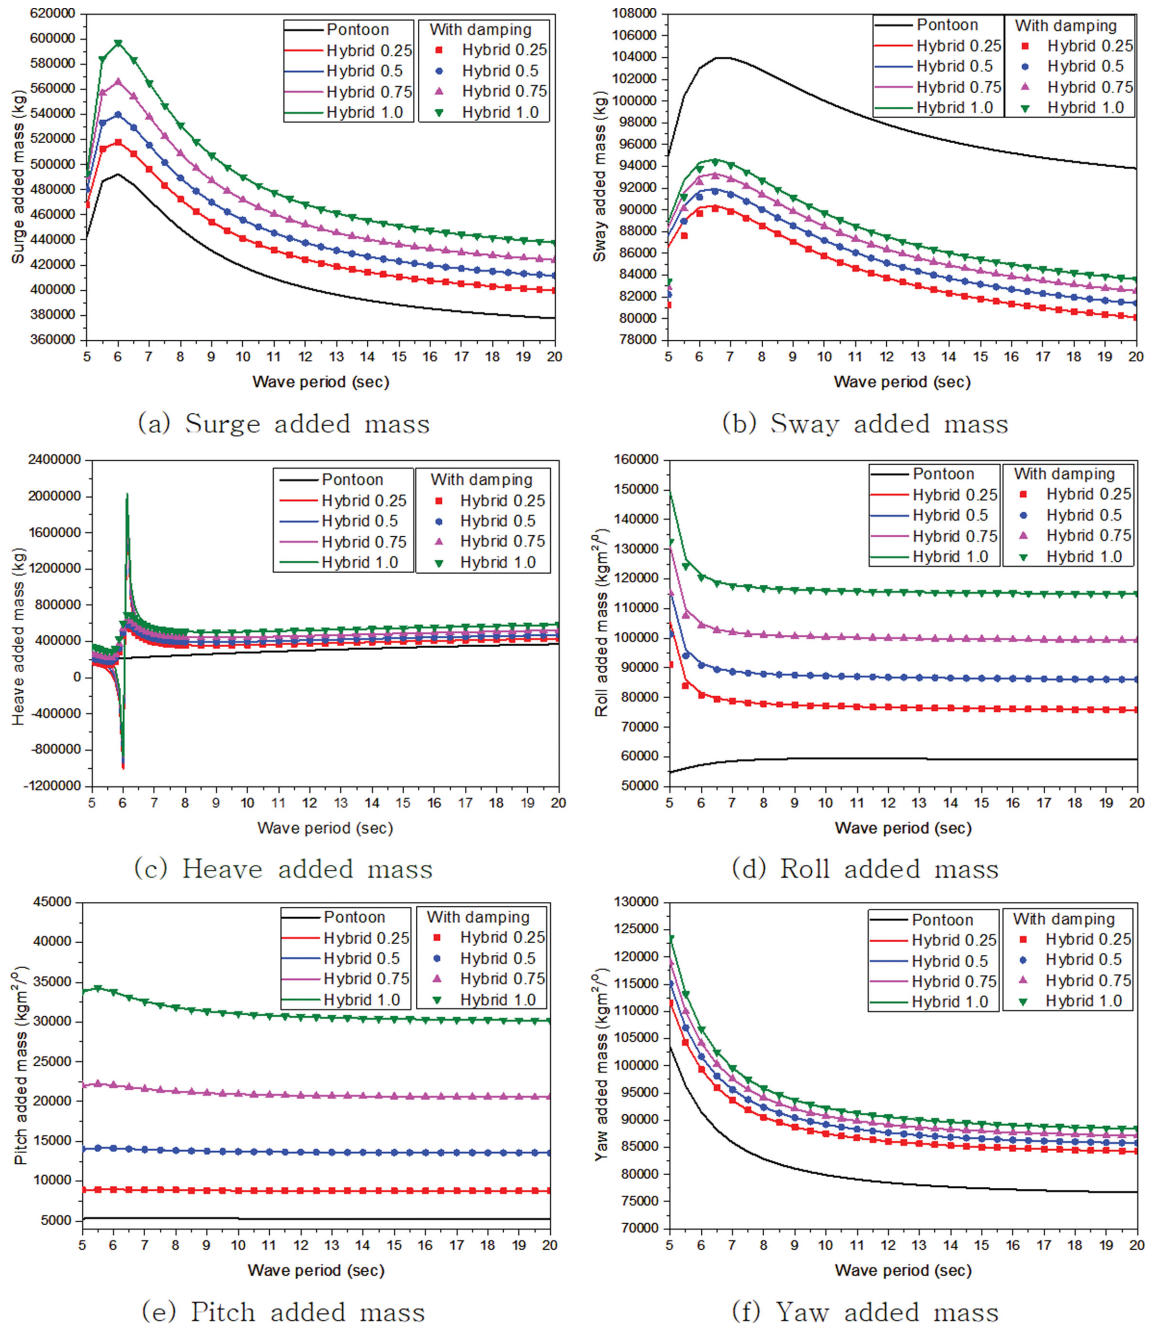 620000
600000
580000
560000
540000
520000
500000
480000
460000
440000
420000
400000
380000
360000
Surge added mass (kg)
Pontoon
Hybrid 0.25
Hybrid 0.5
Hybrid 0.75
Hybrid 1.0
With damping
Hybrid 0.25
Hybrid 0.5
Hybrid 0.75
Hybrid 1.0
5 6 7 8 9 10 11 12 13 14 15 16 17 18 19 20
Wave period (sec)
(a) Surge added mass
108000
106000
104000
102000
100000
98000
96000
94000
92000
90000
88000
86000
84000
82000
80000
78000
Sway added mass (kg)
Pontoon
Hybrid 0.25
Hybrid 0.5
Hybrid 0.75
Hybrid 1.0
With damping
Hybrid 0.25
Hybrid 0.5
Hybrid 0.75
Hybrid 1.0
5 6 7 8 9 10 11 12 13 14 15 16 17 18 19 20
Wave period (sec)
(b) Sway added mass
2400000
2000000
1600000
1200000
800000
400000
0
-400000
-800000
-1200000
Heave added mass (kg)
Pontoon
Hybrid 0.25
Hybrid 0.5
Hybrid 0.75
Hybrid 1.0
With damping
Hybrid 0.25
Hybrid 0.5
Hybrid 0.75
Hybrid 1.0
5 6 7 8 9 10 11 12 13 14 15 16 17 18 19 20
Wave period (sec)
(c) Heave added mass
160000
150000
140000
130000
120000
110000
100000
90000
80000
70000
60000
50000
Roll added mass (kgm²/°)
Pontoon
Hybrid 0.25
Hybrid 0.5
Hybrid 0.75
Hybrid 1.0
With damping
Hybrid 0.25
Hybrid 0.5
Hybrid 0.75
Hybrid 1.0
5 6 7 8 9 10 11 12 13 14 15 16 17 18 19 20
Wave period (sec)
(d) Roll added mass
45000
40000
35000
30000
25000
20000
15000
10000
5000
Pitch added mass (kgm²/°)
Pontoon
Hybrid 0.25
Hybrid 0.5
Hybrid 0.75
Hybrid 1.0
With damping
Hybrid 0.25
Hybrid 0.5
Hybrid 0.75
Hybrid 1.0
5 6 7 8 9 10 11 12 13 14 15 16 17 18 19 20
Wave period (sec)
(e) Pitch added mass
130000
125000
120000
115000
110000
105000
100000
95000
90000
85000
80000
75000
70000
Yaw added mass (kgm²/°)
Pontoon
Hybrid 0.25
Hybrid 0.5
Hybrid 0.75
Hybrid 1.0
With damping
Hybrid 0.25
Hybrid 0.5
Hybrid 0.75
Hybrid 1.0
5 6 7 8 9 10 11 12 13 14 15 16 17 18 19 20
Wave period (sec)
(f) Yaw added mass